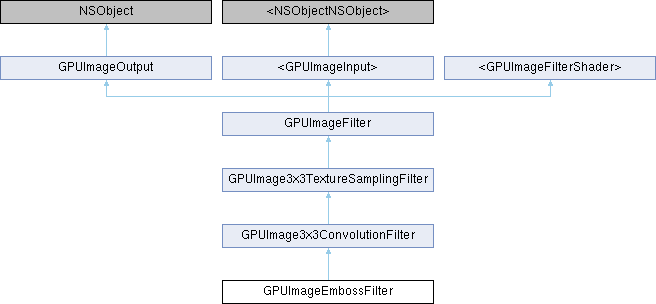 NSObject
<NSObjectNSObject>
GPUImageOutput
<GPUImageInput>
<GPUImageFilterShader>
GPUImageFilter
GPUImage3x3TextureSamplingFilter
GPUImage3x3ConvolutionFilter
GPUImageEmbossFilter